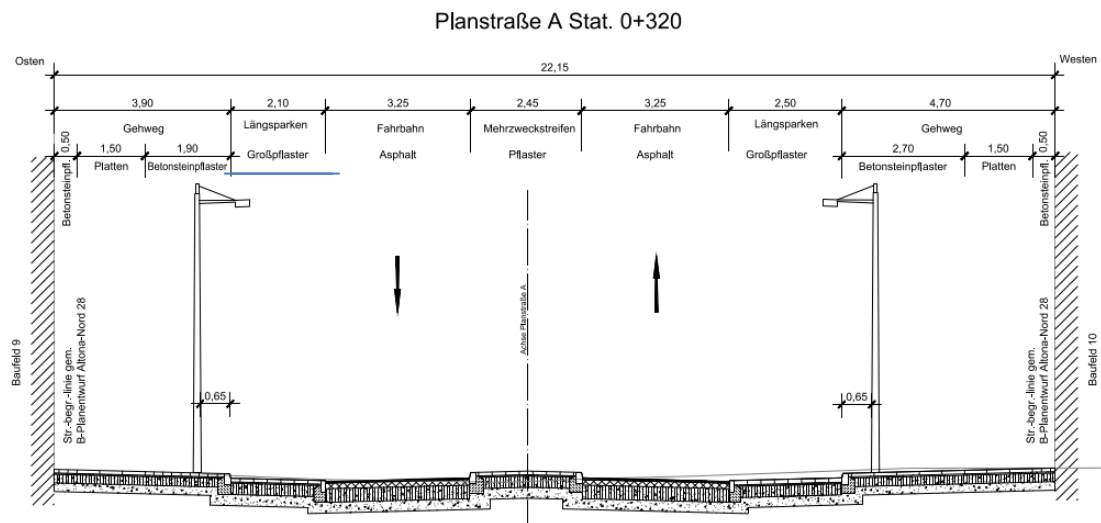 Planstraße A Stat. 0+320
Osten
Westen
22,15
3,90
2,10
3,25
2,45
3,25
2,50
4,70
Gehweg
Längsparken
Fahrbahn
Mehrzweckstreifen
Fahrbahn
Längsparken
Gehweg
Großpflaster
Asphalt
Pflaster
Asphalt
Großpflaster
0,50
1,50
1,90
2,70
1,50
0,50
Platten
Betonsteinpflaster
Betonsteinpflaster
Platten
Betonsteinpfl.
Betonsteinpfl.
Achse Planstraße A
Baufeld 9
Str.-begr.-linie gem.
B-Planentwurf Altona-Nord 28
0,65
0,65
Str.-begr.-linie gem.
B-Planentwurf Altona-Nord 28
Baufeld 10